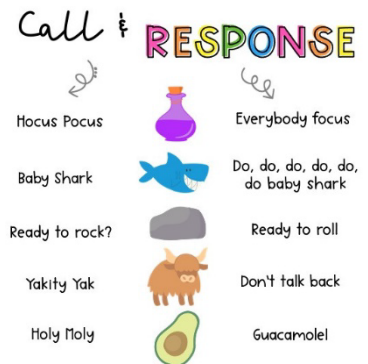 Call & RESPONSE
Hocus Pocus
Everybody focus
Baby Shark
Do, do, do, do, do,
do baby shark
Ready to rock?
Ready to roll
Yakity Yak
Don't talk back
Holy Moly
Guacamole!